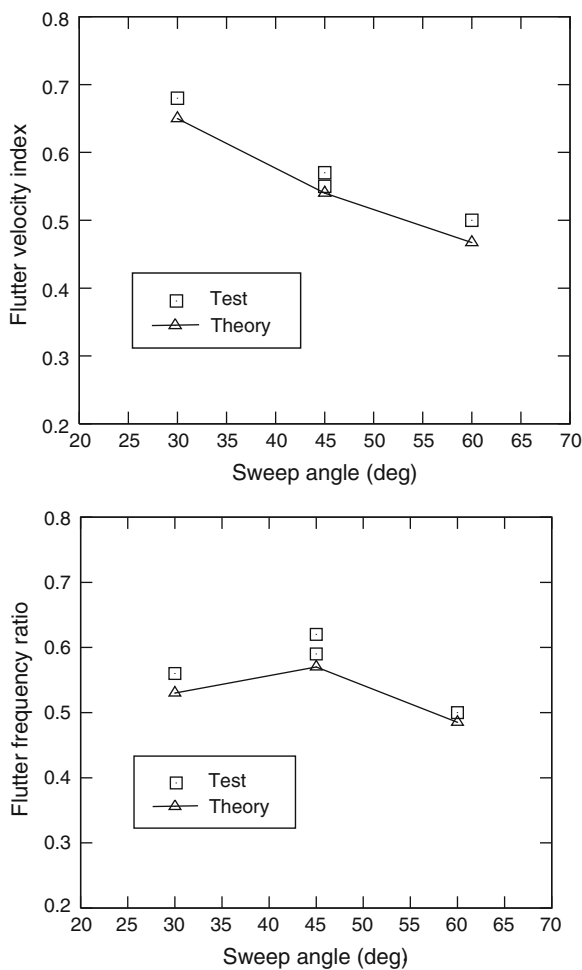 0.8
0.7
0.6
0.5
0.4
0.3
0.2
Flutter velocity index
Test
Theory
20 25 30 35 40 45 50 55 60 65 70
Sweep angle (deg)
0.8
0.7
0.6
0.5
0.4
0.3
0.2
Flutter frequency ratio
Test
Theory
20 25 30 35 40 45 50 55 60 65 70
Sweep angle (deg)